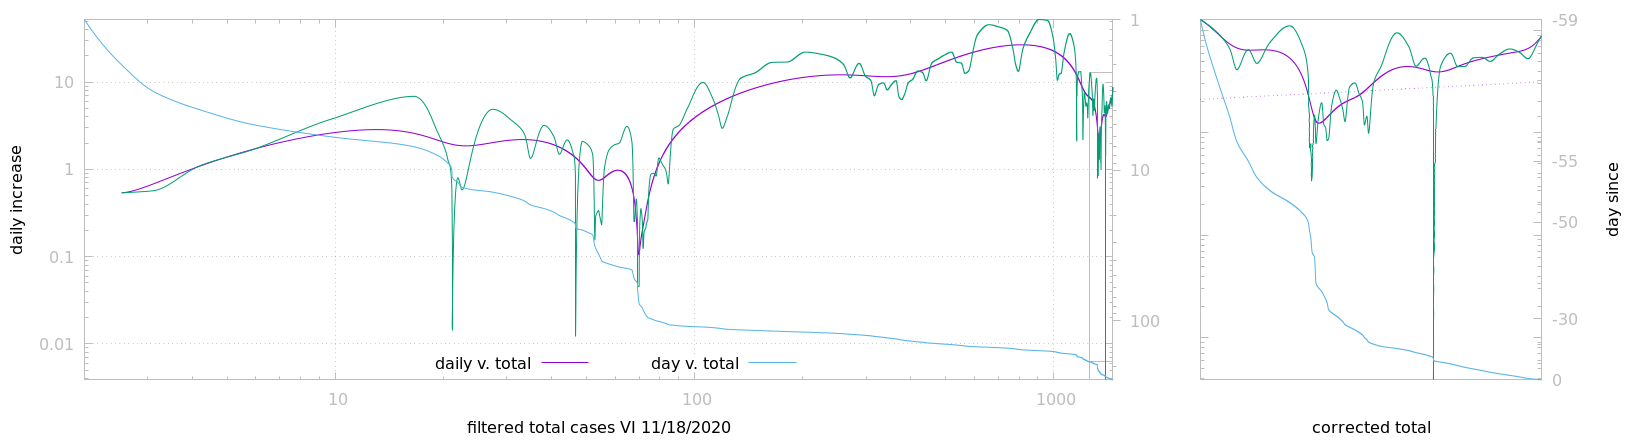 daily increase
10
1
0.1
0.01
daily v. total
day v. total
10
100
1000
filtered total cases VI 11/18/2020
1
10
100
-59
-55
-50
-30
0
day since
corrected total